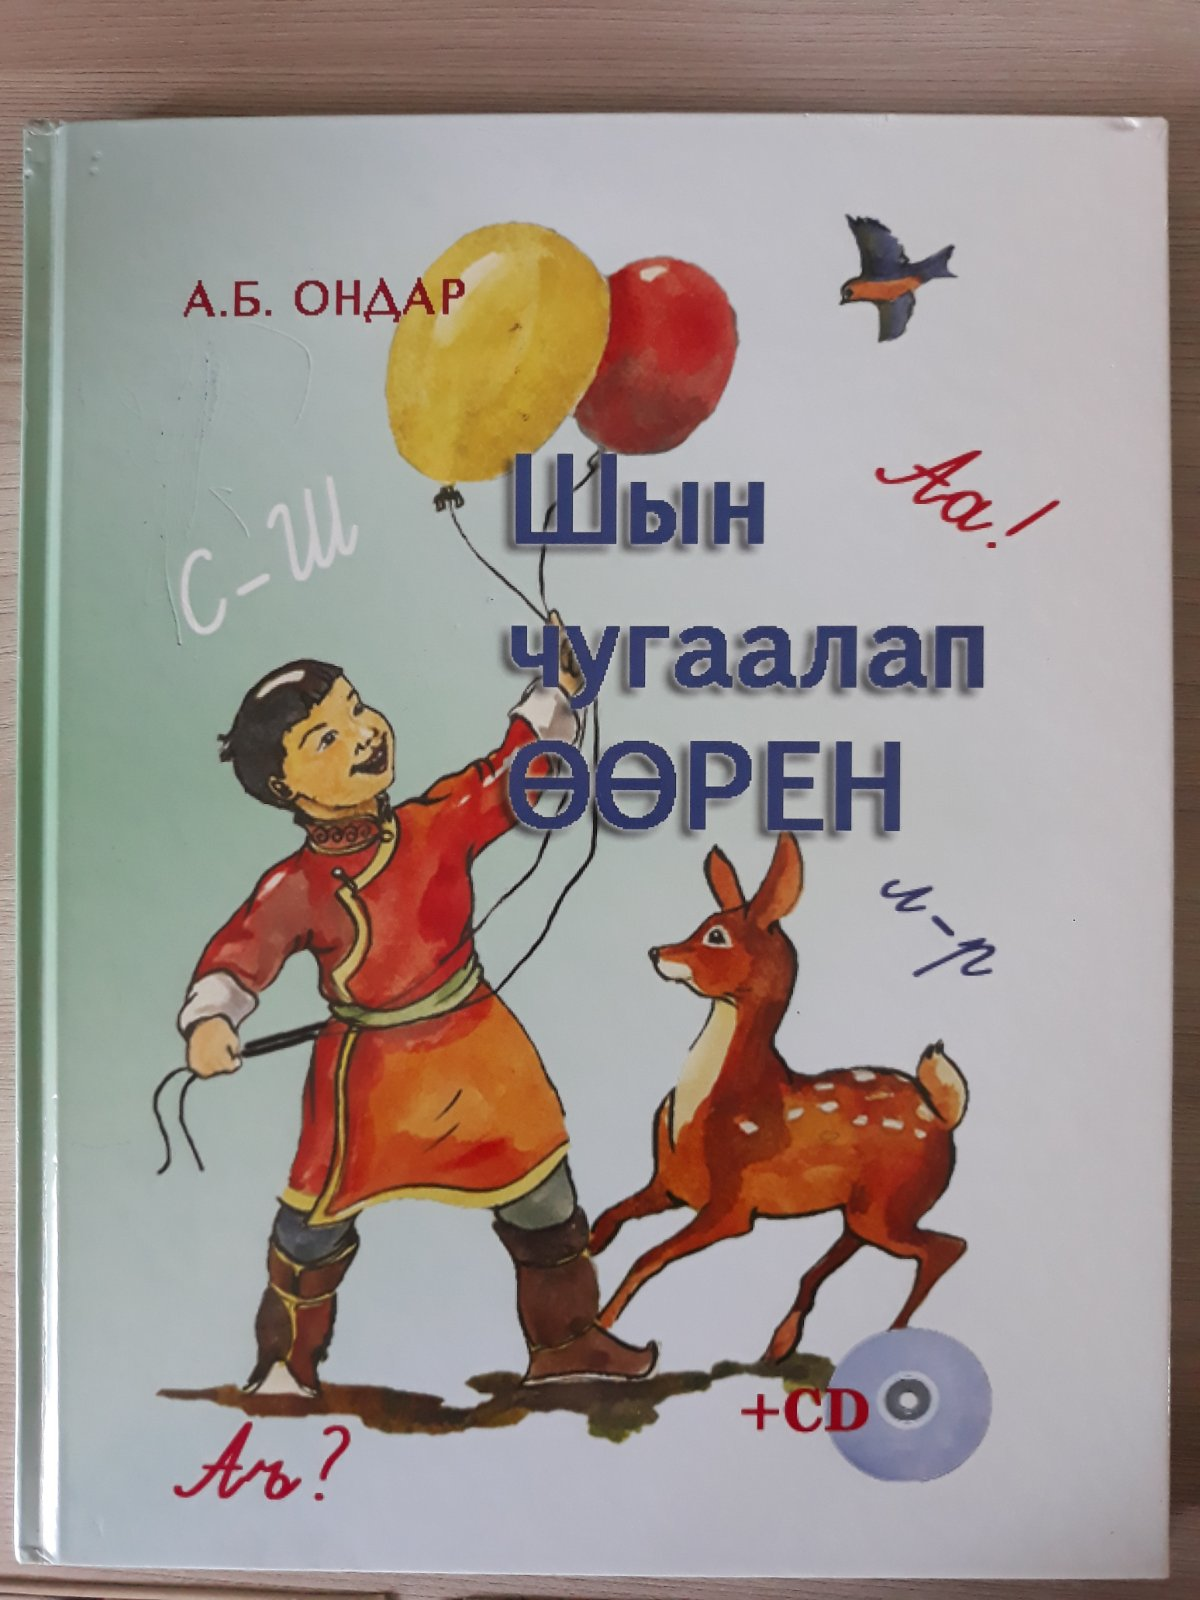 А.Б. ОНДАР
С-Ш
Шын
Аа!
чугаалап
ӨӨРЕН
л-р
+CD
Аъ?